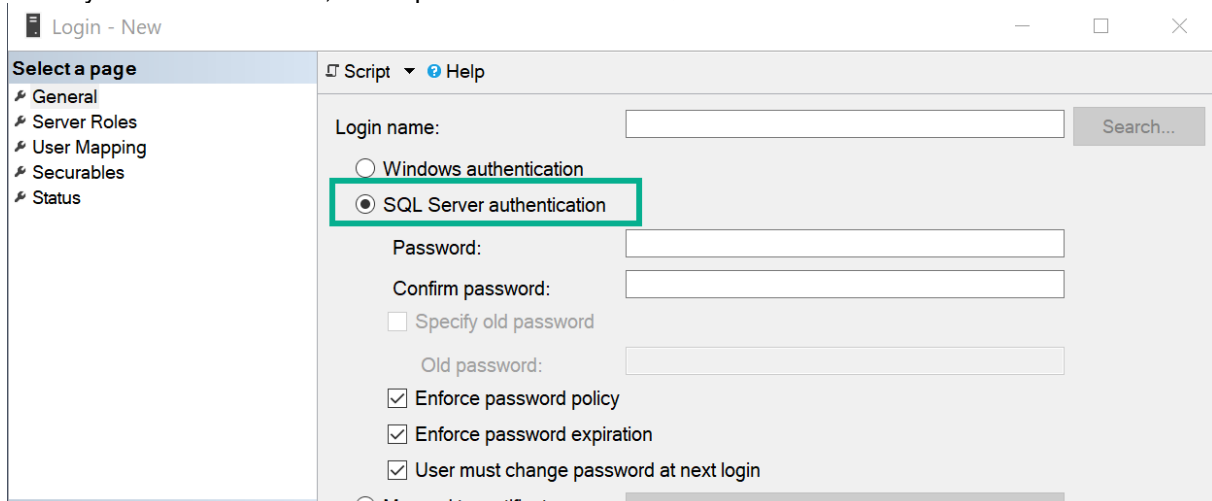 Login - New
Select a page
General
Server Roles
User Mapping
Securables
Status
Script
Help
Login name:
Search...
Windows authentication
SQL Server authentication
Password:
Confirm password:
Specify old password
Old password:
Enforce password policy
Enforce password expiration
User must change password at next login